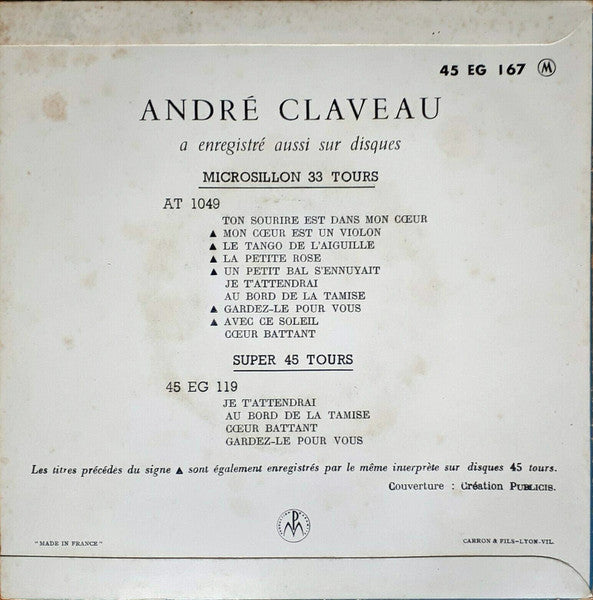 45 EG 167 Ⓜ
ANDRÉ CLAVEAU
a enregistré aussi sur disques
MICROSILLON 33 TOURS
AT 1049
TON SOURIRE EST DANS MON CŒUR
▲ MON CŒUR EST UN VIOLON
▲ LE TANGO DE L'AIGUILLE
▲ LA PETITE ROSE
▲ UN PETIT BAL S'ENNUYAIT
JE T'ATTENDRAI
AU BORD DE LA TAMISE
▲ GARDEZ-LE POUR VOUS
▲ AVEC CE SOLEIL
CŒUR BATTANT
SUPER 45 TOURS
45 EG 119
JE T'ATTENDRAI
AU BORD DE LA TAMISE
CŒUR BATTANT
GARDEZ-LE POUR VOUS
Les titres précédés du signe ▲ sont également enregistrés par le même interprète sur disques 45 tours.
Couverture : Création PUBLICIS.
"MADE IN FRANCE"
CARRON & FILS-LYON-VIL.